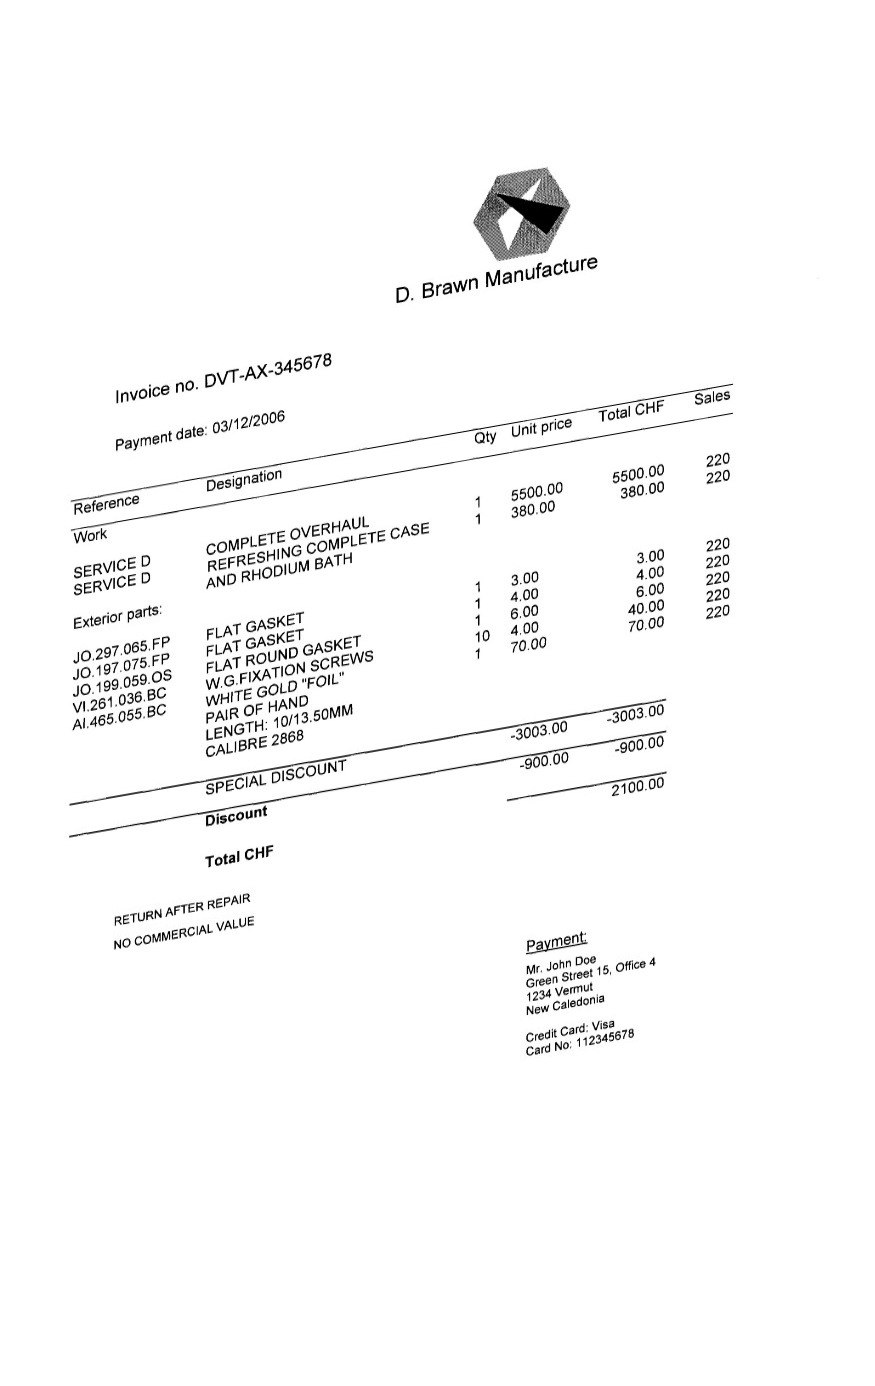 D. Brawn Manufacture
Invoice no. DVT-AX-345678
Payment date: 03/12/2006
Reference Designation Qty Unit price Total CHF Sales
Work
SERVICE D COMPLETE OVERHAUL 1 5500.00 5500.00 220
SERVICE D REFRESHING COMPLETE CASE 1 380.00 380.00 220
AND RHODIUM BATH
Exterior parts:
JO.297.065.FP FLAT GASKET 1 3.00 3.00 220
JO.197.075.FP FLAT GASKET 1 4.00 4.00 220
JO.199.059.OS FLAT ROUND GASKET 1 6.00 6.00 220
VI.261.036.BC W.G.FIXATION SCREWS 10 4.00 40.00 220
AI.465.055.BC WHITE GOLD "FOIL" 1 70.00 70.00 220
PAIR OF HAND
LENGTH: 10/13.50MM
CALIBRE 2868
SPECIAL DISCOUNT -3003.00 -3003.00
Discount -900.00 -900.00
Total CHF 2100.00
RETURN AFTER REPAIR
NO COMMERCIAL VALUE
Payment:
Mr. John Doe
Green Street 15, Office 4
1234 Vermut
New Caledonia
Credit Card: Visa
Card No: 112345678